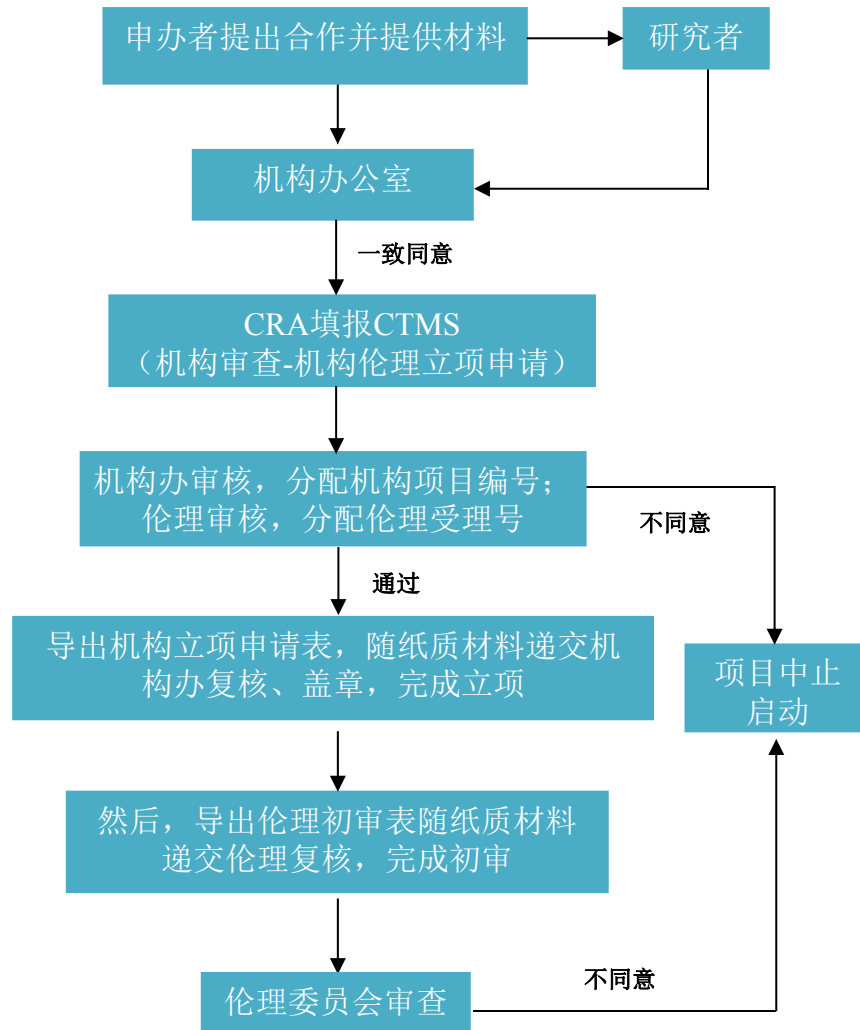 申办者提出合作并提供材料
研究者
机构办公室
一致同意
CRA填报CTMS
（机构审查-机构伦理立项申请）
机构办审核，分配机构项目编号；
伦理审核，分配伦理受理号
不同意
通过
导出机构立项申请表，随纸质材料递交机
构办复核、盖章，完成立项
项目中止
启动
然后，导出伦理初审表随纸质材料
递交伦理复核，完成初审
不同意
伦理委员会审查